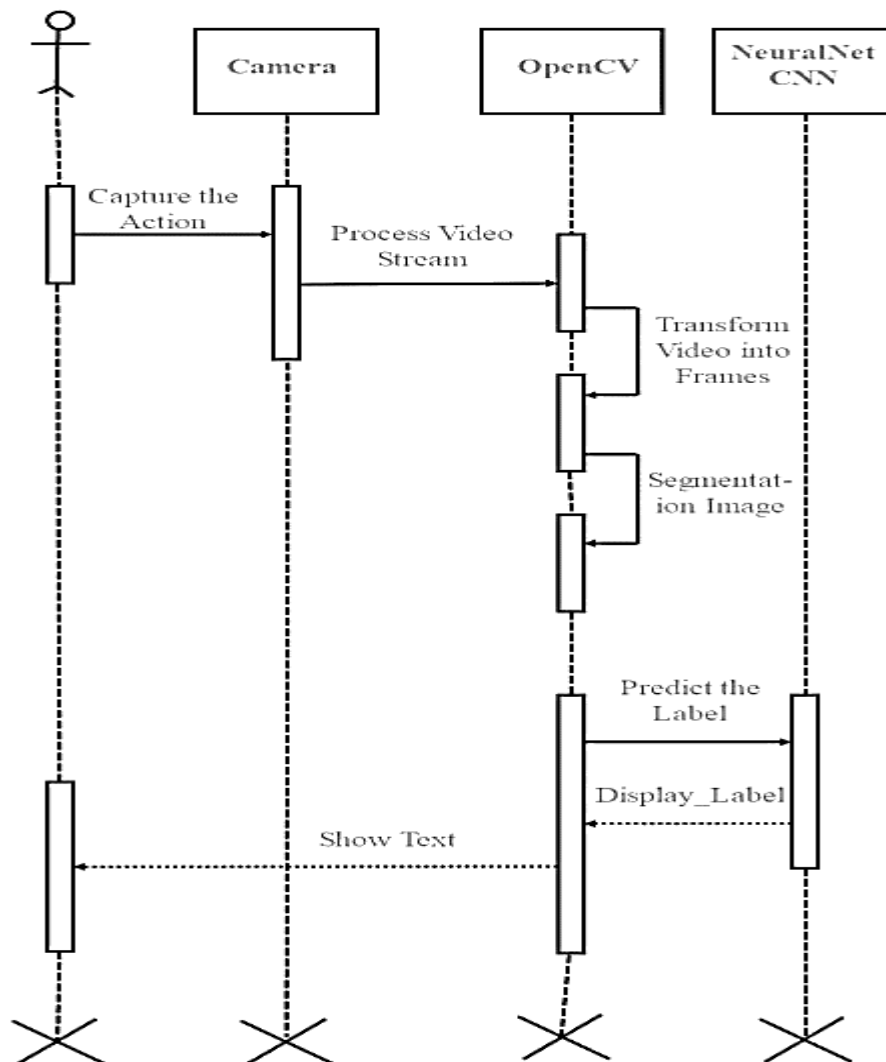 Camera
OpenCV
NeuralNet
CNN
Capture the
Action
Process Video
Stream
Transform
Video into
Frames
Segmentat-
ion Image
Predict the
Label
Display_Label
Show Text